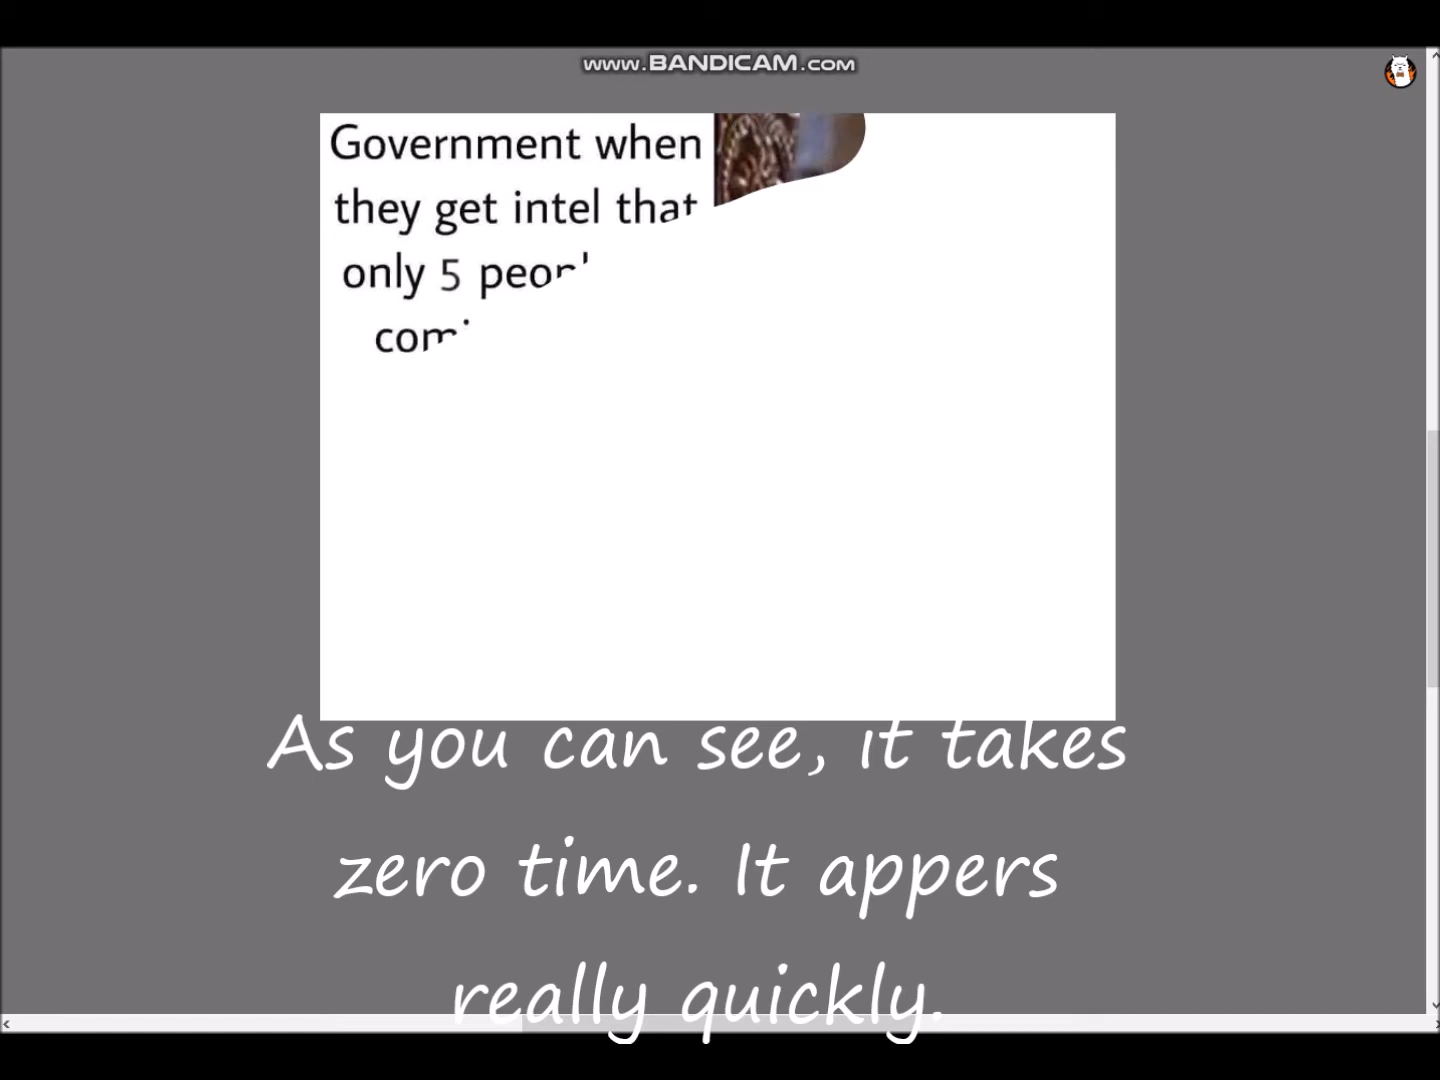 www.BANDICAM.com
Government when
they get intel that
only 5
As you can see, it takes
zero time. It appers
really quickly.